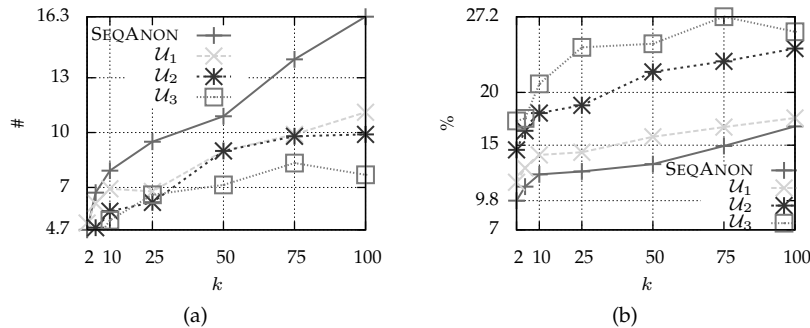 16.3
13
10
7
4.7
#
SEQANON
U₁
U₂
U₃
2 10 25 50 75 100
k
(a)
27.2
20
15
9.8
7
%
SEQANON
U₁
U₂
U₃
2 10 25 50 75 100
k
(b)